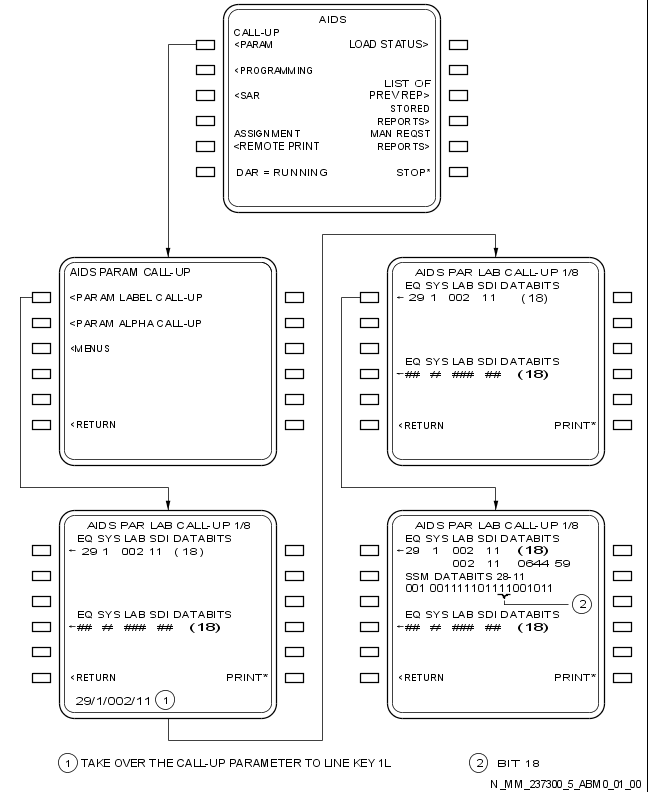 AIDS
CALL-UP
<PARAM LOAD STATUS>
<PROGRAMMING
LIST OF
<SAR PREV REP>
STORED
REPORTS>
ASSIGNMENT MAN REQST
<REMOTE PRINT REPORTS>
DAR = RUNNING STOP*
AIDS PARAM CALL-UP
<PARAM LABEL CALL-UP
<PARAM ALPHA CALL-UP
<MENUS
<RETURN
AIDS PAR LAB CALL-UP 1/8
EQ SYS LAB SDI DATABITS
← 29 1 002 11 (18)
EQ SYS LAB SDI DATABITS
←## # ### ## (18)
<RETURN PRINT*
AIDS PAR LAB CALL-UP 1/8
EQ SYS LAB SDI DATABITS
← 29 1 002 11 (18)
EQ SYS LAB SDI DATABITS
←## # ### ## (18)
<RETURN PRINT*
29/1/002/11 1
AIDS PAR LAB CALL-UP 1/8
EQ SYS LAB SDI DATABITS
←29 1 002 11 (18)
002 11 0644 59
SSM DATABITS 28-11
001 001111101111001011
2
EQ SYS LAB SDI DATABITS
←## # ### ## (18)
<RETURN PRINT*
1 TAKE OVER THE CALL-UP PARAMETER TO LINE KEY 1L
2 BIT 18
N_MM_237300_5_ABM0_01_00